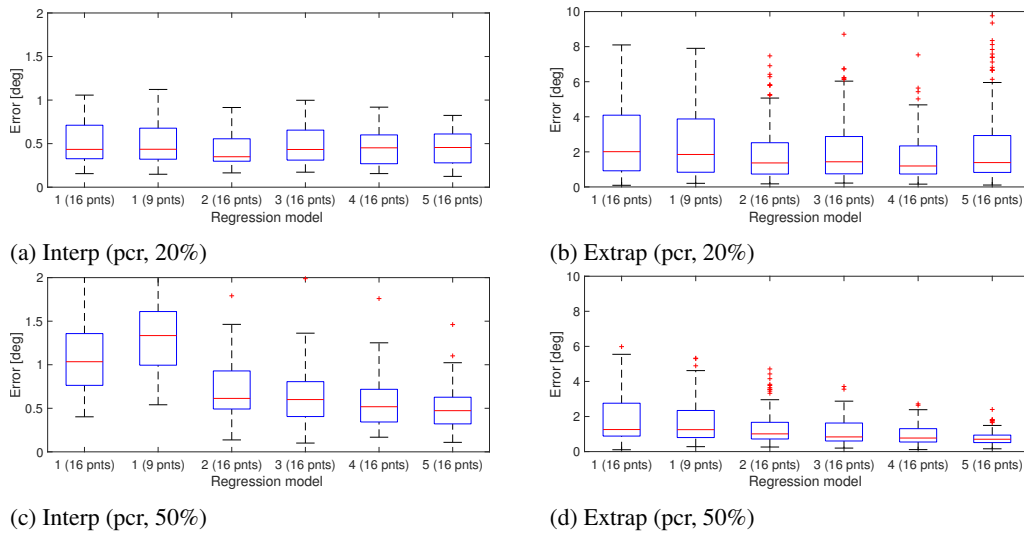 2
1.5
1
0.5
0
Error [deg]
1 (16 pnts) 1 (9 pnts) 2 (16 pnts) 3 (16 pnts) 4 (16 pnts) 5 (16 pnts)
Regression model
(a) Interp (pcr, 20%)
10
8
6
4
2
0
Error [deg]
1 (16 pnts) 1 (9 pnts) 2 (16 pnts) 3 (16 pnts) 4 (16 pnts) 5 (16 pnts)
Regression model
(b) Extrap (pcr, 20%)
2
1.5
1
0.5
0
Error [deg]
1 (16 pnts) 1 (9 pnts) 2 (16 pnts) 3 (16 pnts) 4 (16 pnts) 5 (16 pnts)
Regression model
(c) Interp (pcr, 50%)
10
8
6
4
2
0
Error [deg]
1 (16 pnts) 1 (9 pnts) 2 (16 pnts) 3 (16 pnts) 4 (16 pnts) 5 (16 pnts)
Regression model
(d) Extrap (pcr, 50%)